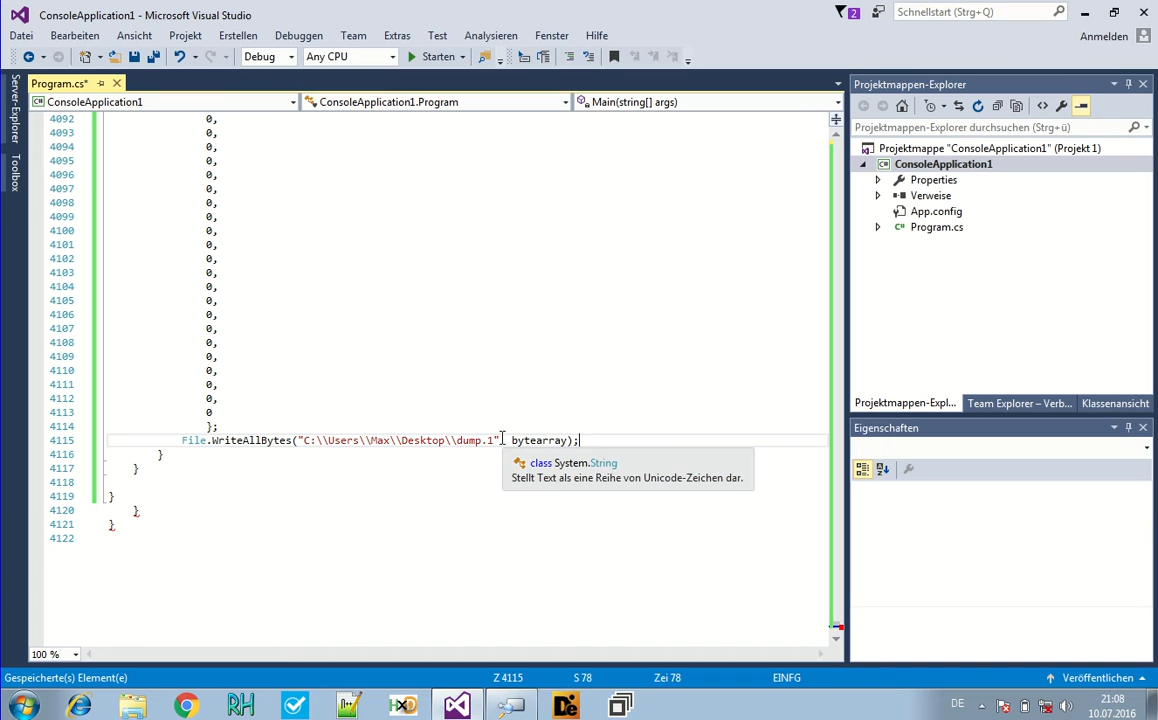 ConsoleApplication1 - Microsoft Visual Studio
2
Schnellstart (Strg+Q)
Datei Bearbeiten Ansicht Projekt Erstellen Debuggen Team Extras Test Analysieren Fenster Hilfe
Anmelden
Debug Any CPU Starten
Server-Explorer
Toolbox
Program.cs*
ConsoleApplication1 ConsoleApplication1.Program Main(string[] args)
4092 0,
4093 0,
4094 0,
4095 0,
4096 0,
4097 0,
4098 0,
4099 0,
4100 0,
4101 0,
4102 0,
4103 0,
4104 0,
4105 0,
4106 0,
4107 0,
4108 0,
4109 0,
4110 0,
4111 0,
4112 0,
4113 0
4114 };
4115 File.WriteAllBytes("C:\\Users\\Max\\Desktop\\dump.1", bytearray);
4116 }
4117 }
4118
4119 }
4120 }
4121 }
4122
class System.String
Stellt Text als eine Reihe von Unicode-Zeichen dar.
100 %
Projektmappen-Explorer
Projektmappen-Explorer durchsuchen (Strg+ü)
Projektmappe "ConsoleApplication1" (Projekt 1)
ConsoleApplication1
Properties
Verweise
App.config
Program.cs
Projektmappen-Expl... Team Explorer – Verb... Klassenansicht
Eigenschaften
Gespeicherte(s) Element(e) Z 4115 S 78 Zei 78 EINFG Veröffentlichen
RH HXD De DE
21:08
10.07.2016